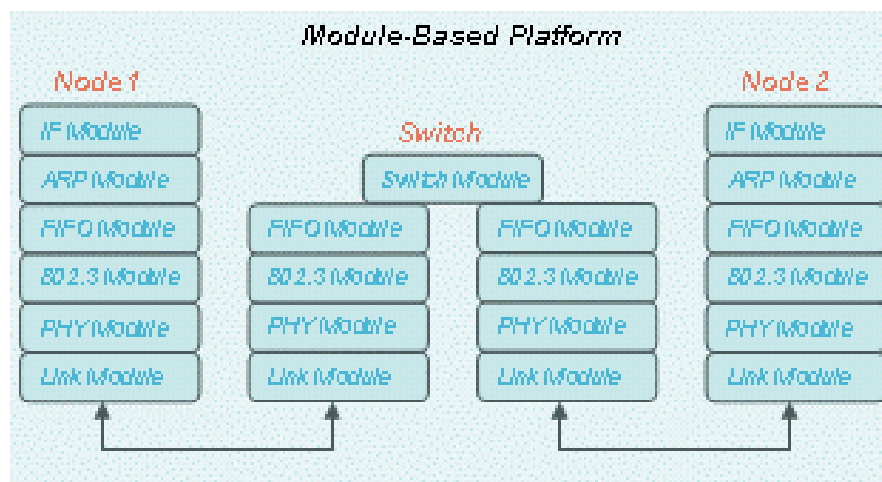 Module-Based Platform
Node 1
Node 2
Switch
IF Module
IF Module
ARP Module
Switch Module
ARP Module
FIFO Module
FIFO Module
FIFO Module
FIFO Module
802.3 Module
802.3 Module
802.3 Module
802.3 Module
PHY Module
PHY Module
PHY Module
PHY Module
Link Module
Link Module
Link Module
Link Module